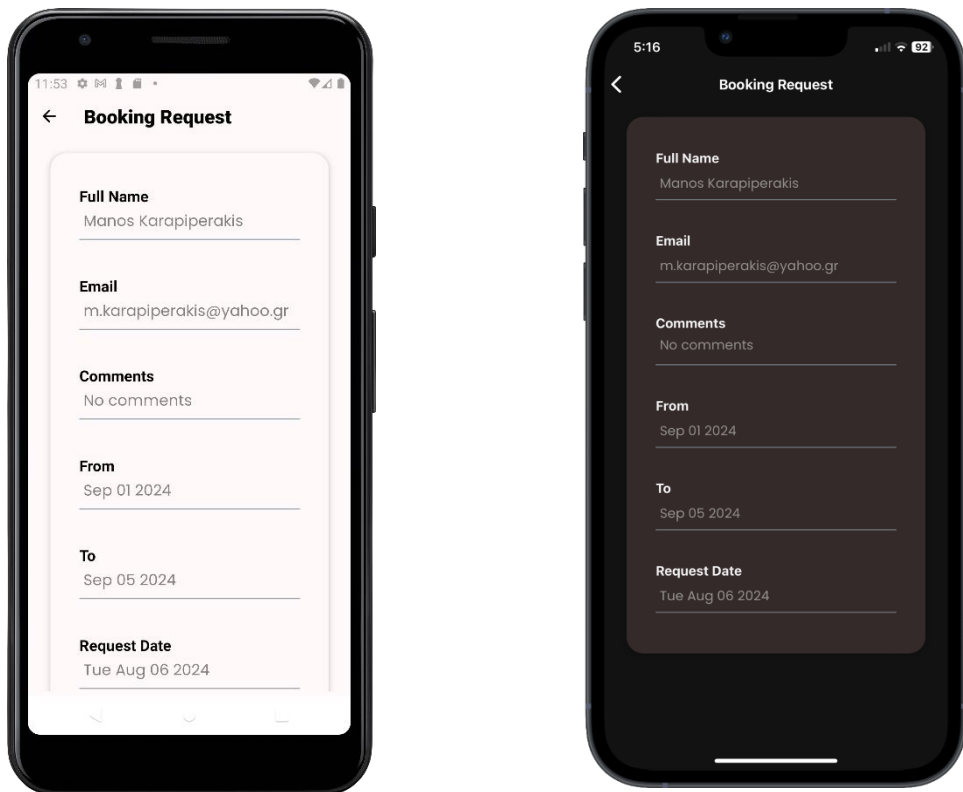 11:53
Booking Request
Full Name
Manos Karapiperakis
Email
m.karapiperakis@yahoo.gr
Comments
No comments
From
Sep 01 2024
To
Sep 05 2024
Request Date
Tue Aug 06 2024
5:16
92
Booking Request
Full Name
Manos Karapiperakis
Email
m.karapiperakis@yahoo.gr
Comments
No comments
From
Sep 01 2024
To
Sep 05 2024
Request Date
Tue Aug 06 2024